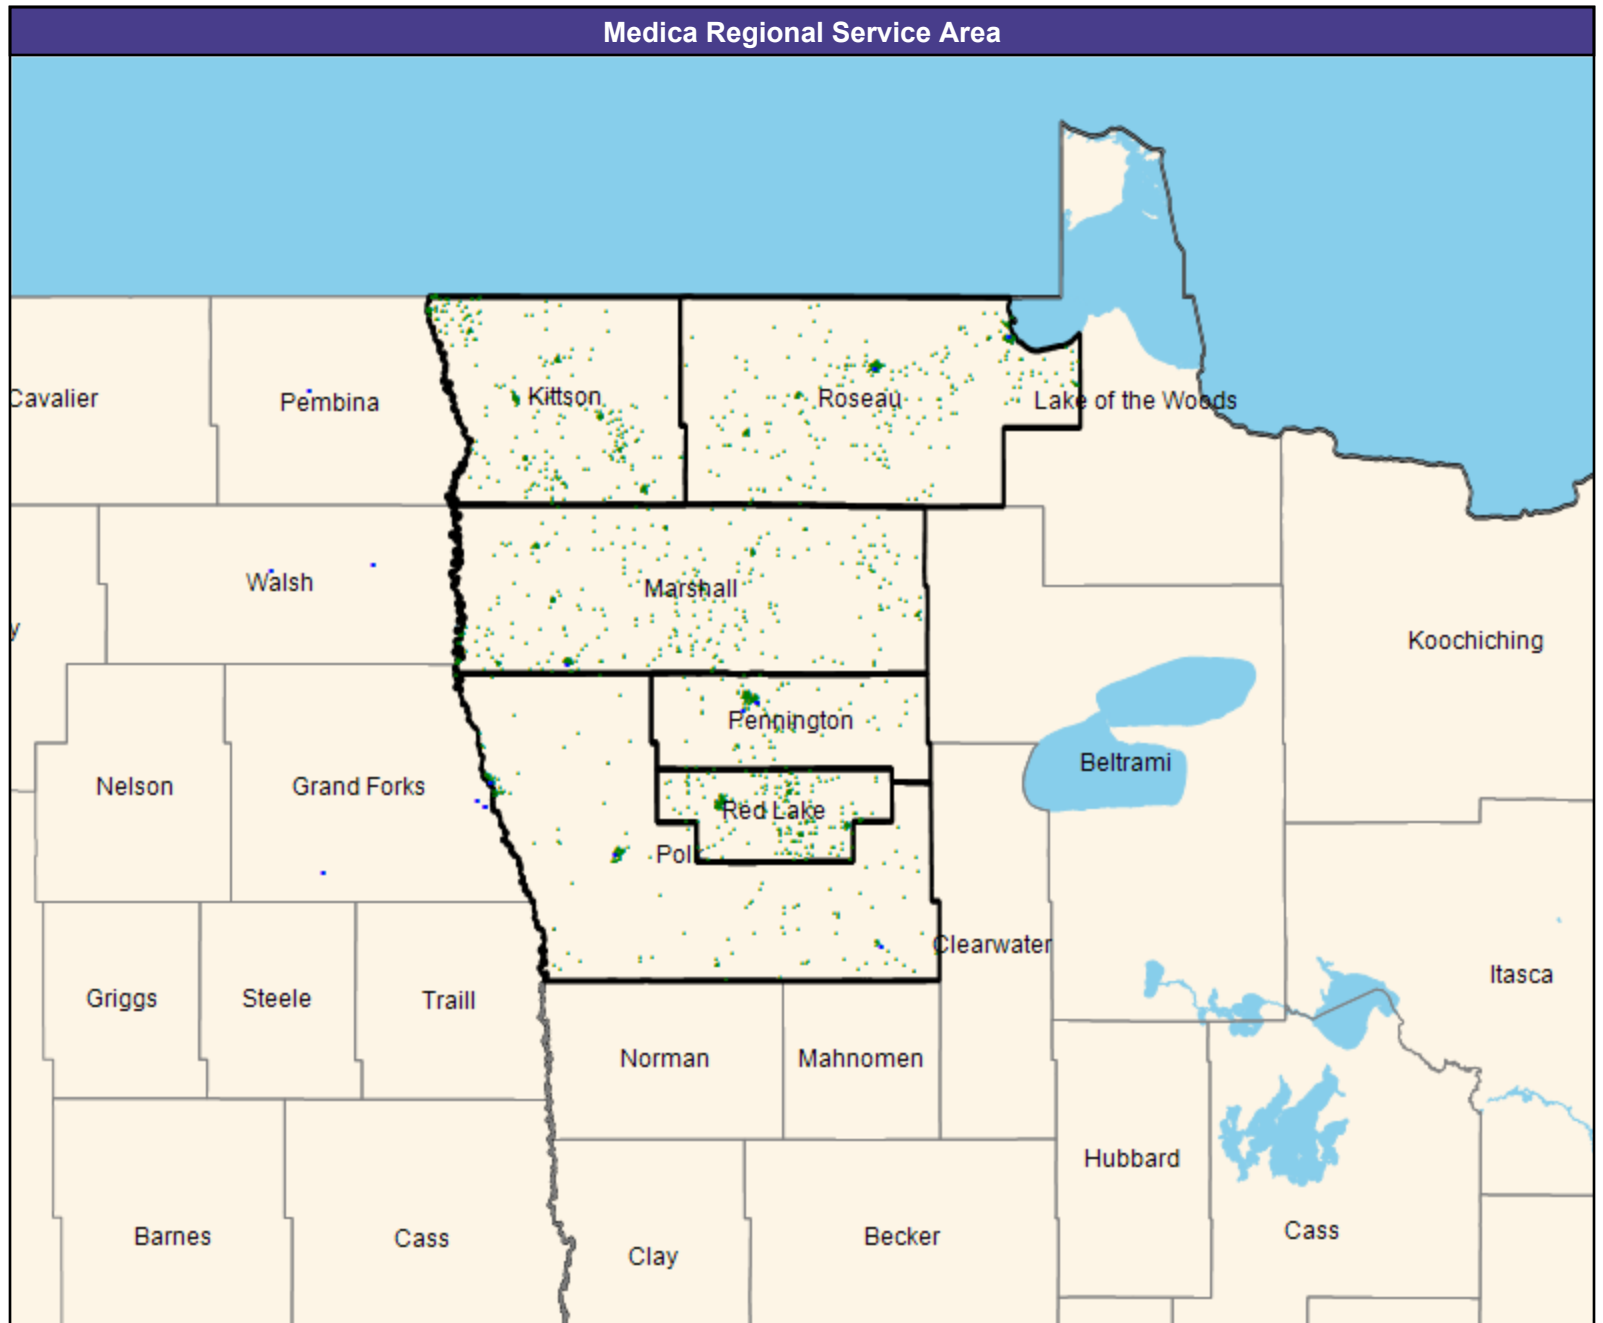 Medica Regional Service Area
Cavalier
Pembina
Kittson
Roseau
Lake of the Woods
Walsh
Marshall
y
Koochiching
Pennington
Nelson
Grand Forks
Red Lake
Beltrami
Pol
Clearwater
Griggs
Steele
Traill
Itasca
Norman
Mahnomen
Hubbard
Barnes
Cass
Clay
Becker
Cass